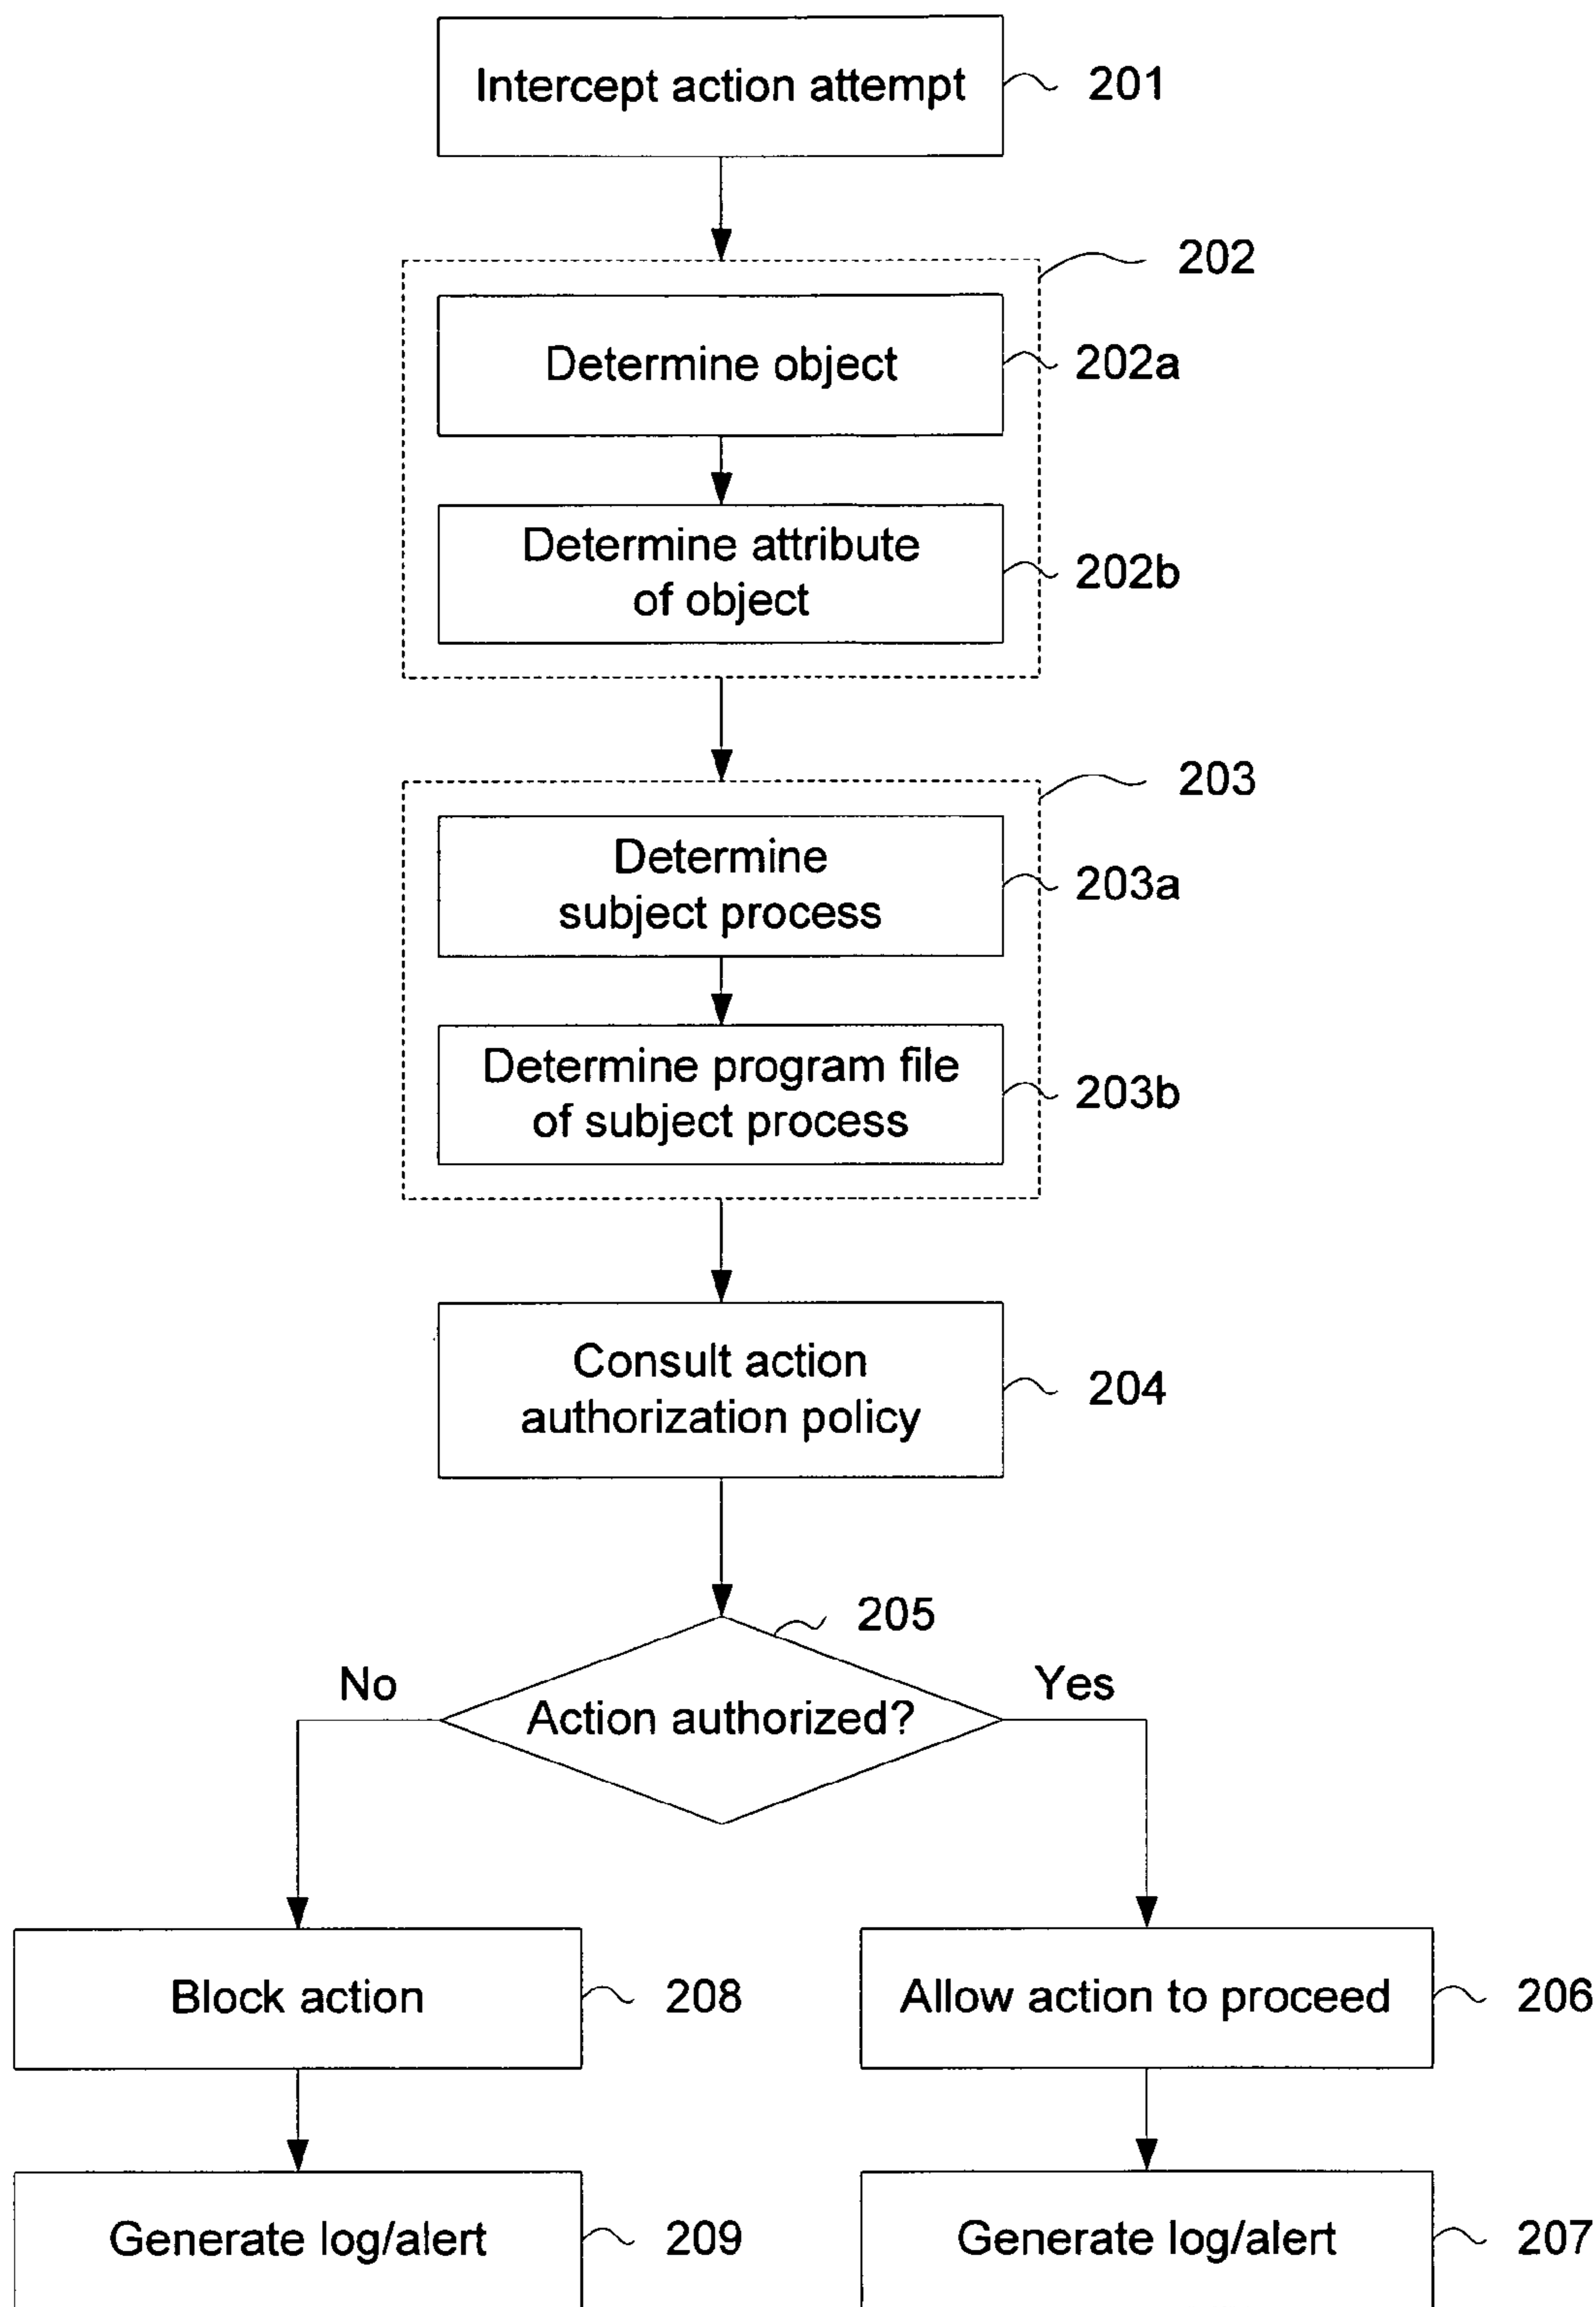 Intercept action attempt
201
202
Determine object
202a
Determine attribute
of object
202b
203
Determine
subject process
203a
Determine program file
of subject process
203b
Consult action
authorization policy
204
205
No
Yes
Action authorized?
Block action
208
Allow action to proceed
206
Generate log/alert
209
Generate log/alert
207